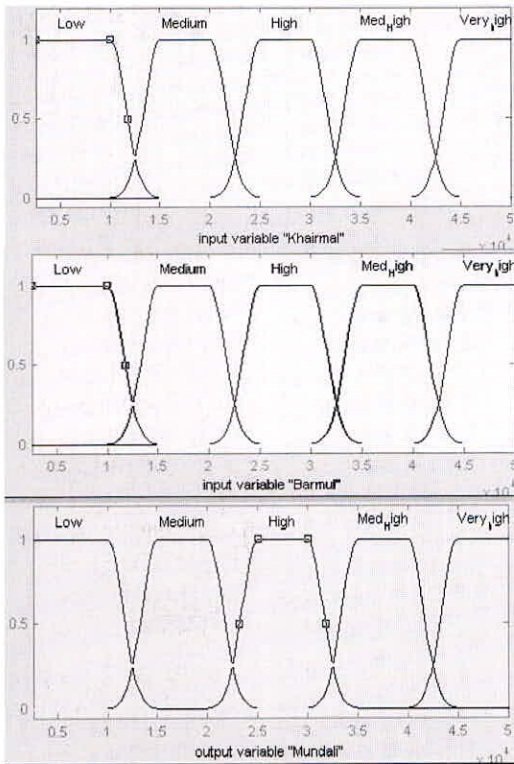 Low Medium High Med_High Very_High
1
0.5
0
0.5 1 1.5 2 2.5 3 3.5 4 4.5 5
input variable "Khairmal" x 10^4
Low Medium High Med_High Very_High
1
0.5
0
0.5 1 1.5 2 2.5 3 3.5 4 4.5 5
input variable "Barmul" x 10^4
Low Medium High Med_High Very_High
1
0.5
0
0.5 1 1.5 2 2.5 3 3.5 4 4.5 5
output variable "Mundali" x 10^4